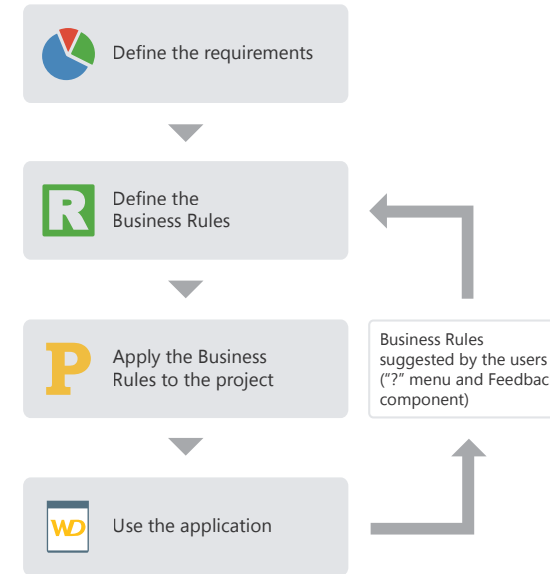 Define the requirements
R
Define the
Business Rules
P
Apply the Business
Rules to the project
Business Rules
suggested by the users
("?" menu and Feedbac
component)
WD
Use the application